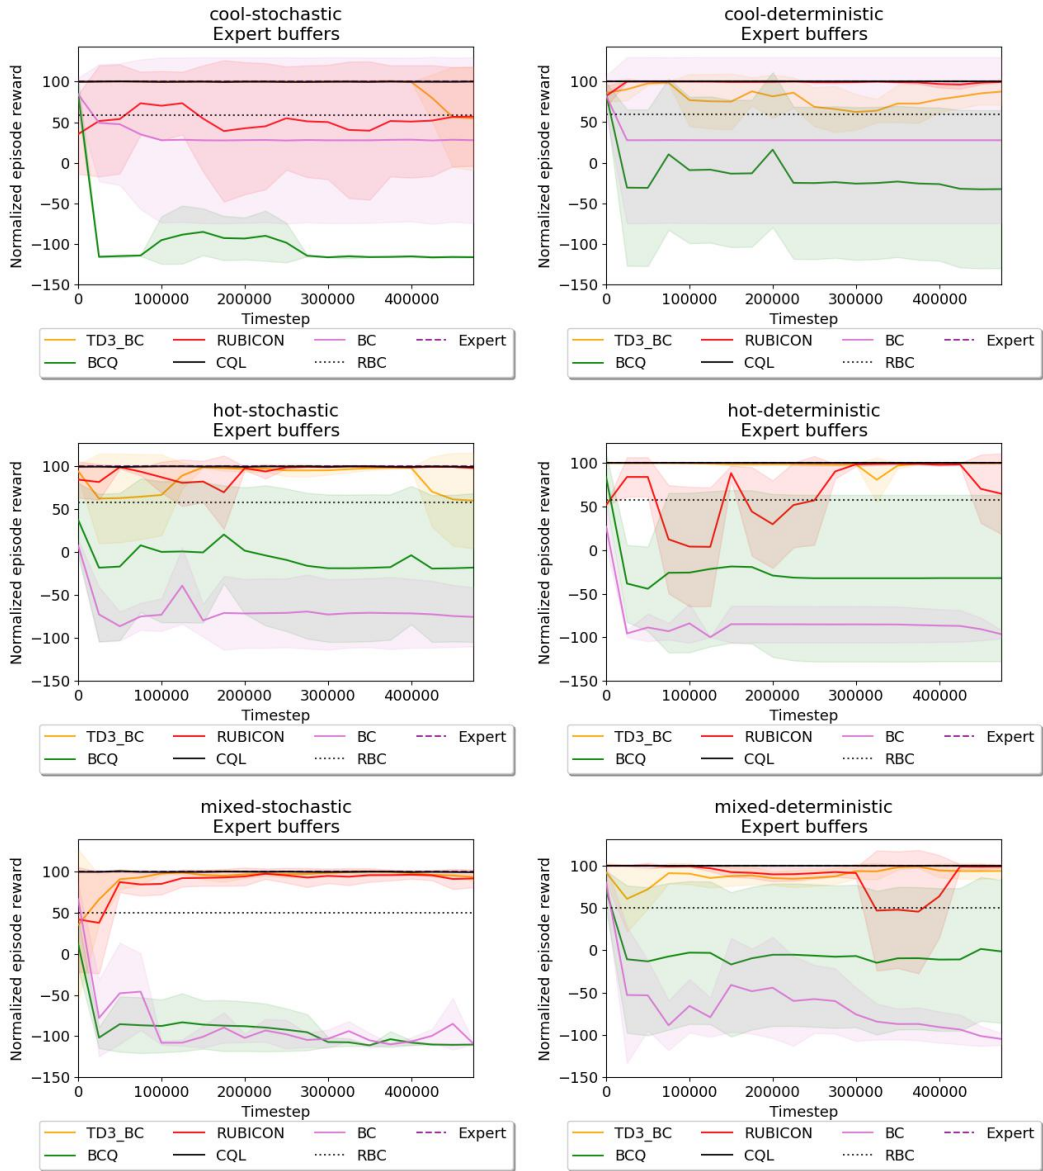 cool-stochastic
Expert buffers
Normalized episode reward
100
50
0
−50
−100
−150
0 100000 200000 300000 400000
Timestep
TD3_BC RUBICON BC Expert
BCQ CQL RBC
cool-deterministic
Expert buffers
Normalized episode reward
100
50
0
−50
−100
−150
0 100000 200000 300000 400000
Timestep
TD3_BC RUBICON BC Expert
BCQ CQL RBC
hot-stochastic
Expert buffers
Normalized episode reward
100
50
0
−50
−100
−150
0 100000 200000 300000 400000
Timestep
TD3_BC RUBICON BC Expert
BCQ CQL RBC
hot-deterministic
Expert buffers
Normalized episode reward
100
50
0
−50
−100
−150
0 100000 200000 300000 400000
Timestep
TD3_BC RUBICON BC Expert
BCQ CQL RBC
mixed-stochastic
Expert buffers
Normalized episode reward
100
50
0
−50
−100
−150
0 100000 200000 300000 400000
Timestep
TD3_BC RUBICON BC Expert
BCQ CQL RBC
mixed-deterministic
Expert buffers
Normalized episode reward
100
50
0
−50
−100
−150
0 100000 200000 300000 400000
Timestep
TD3_BC RUBICON BC Expert
BCQ CQL RBC